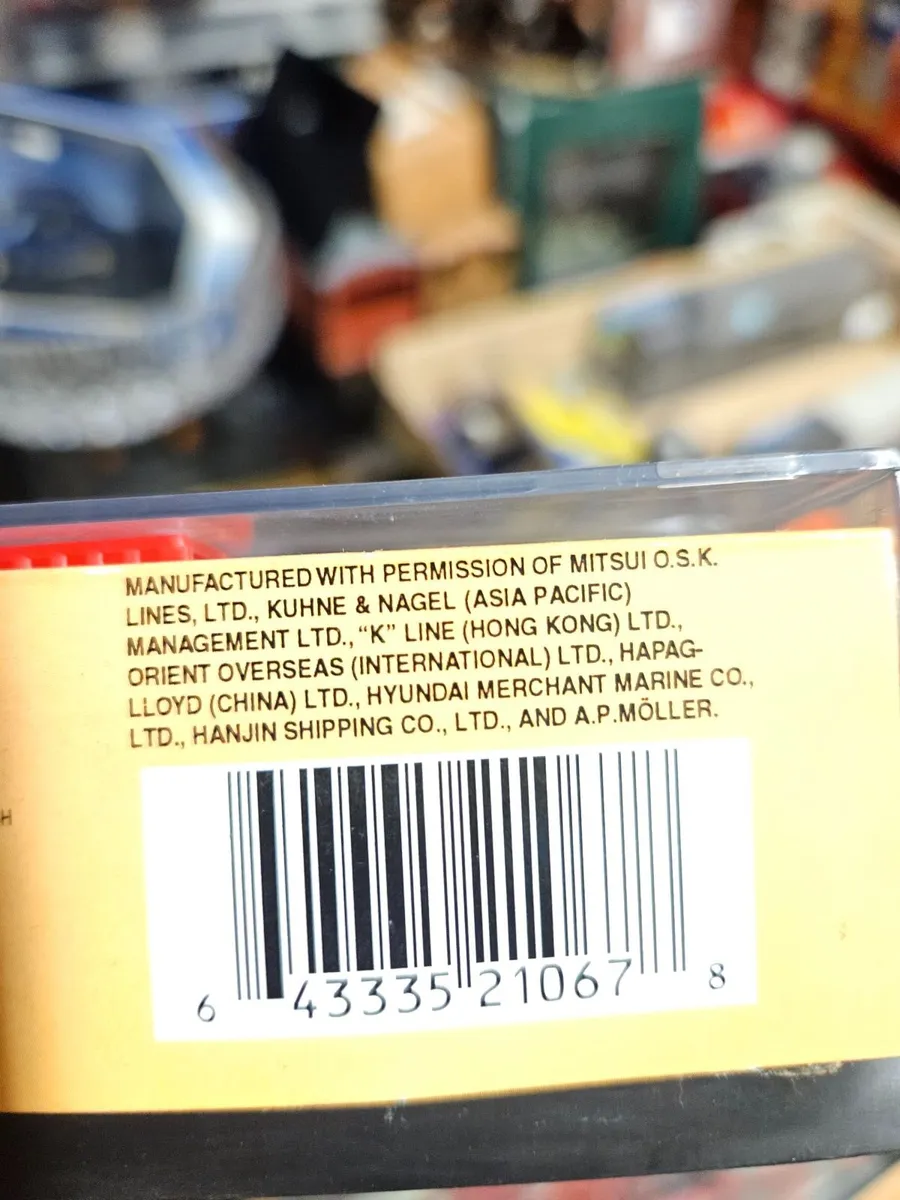 MANUFACTURED WITH PERMISSION OF MITSUI O.S.K.
LINES, LTD., KUHNE & NAGEL (ASIA PACIFIC)
MANAGEMENT LTD., “K” LINE (HONG KONG) LTD.,
ORIENT OVERSEAS (INTERNATIONAL) LTD., HAPAG-
LLOYD (CHINA) LTD., HYUNDAI MERCHANT MARINE CO.,
LTD., HANJIN SHIPPING CO., LTD., AND A.P.MÖLLER.
H
6 43335 21067 8